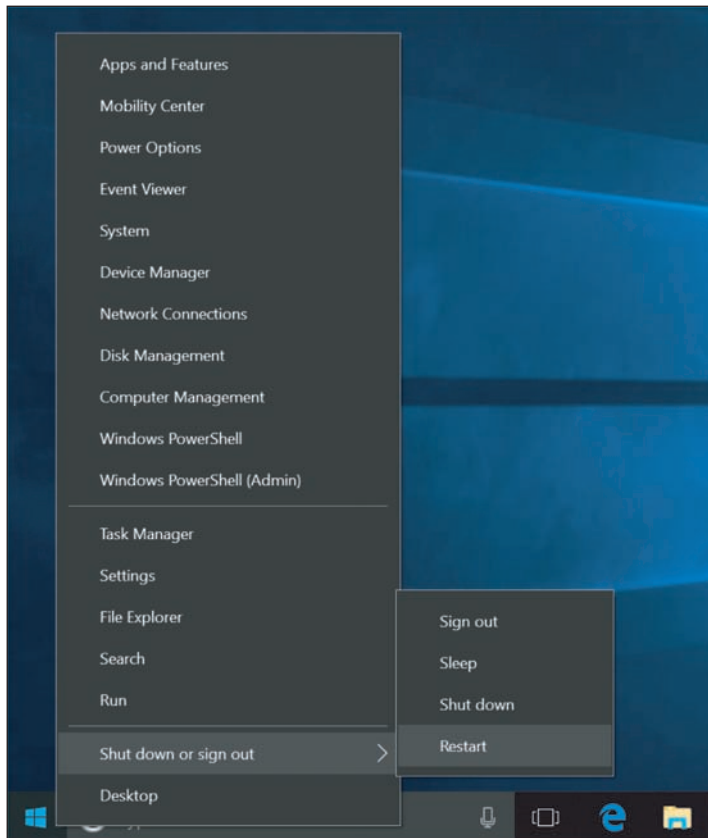 Apps and Features
Mobility Center
Power Options
Event Viewer
System
Device Manager
Network Connections
Disk Management
Computer Management
Windows PowerShell
Windows PowerShell (Admin)
Task Manager
Settings
File Explorer
Search
Run
Shut down or sign out
Desktop
Sign out
Sleep
Shut down
Restart